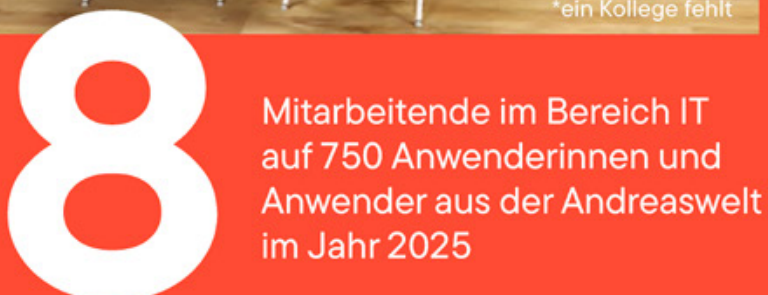 *ein Kollege fehlt
8
Mitarbeitende im Bereich IT
auf 750 Anwenderinnen und
Anwender aus der Andreaswelt
im Jahr 2025